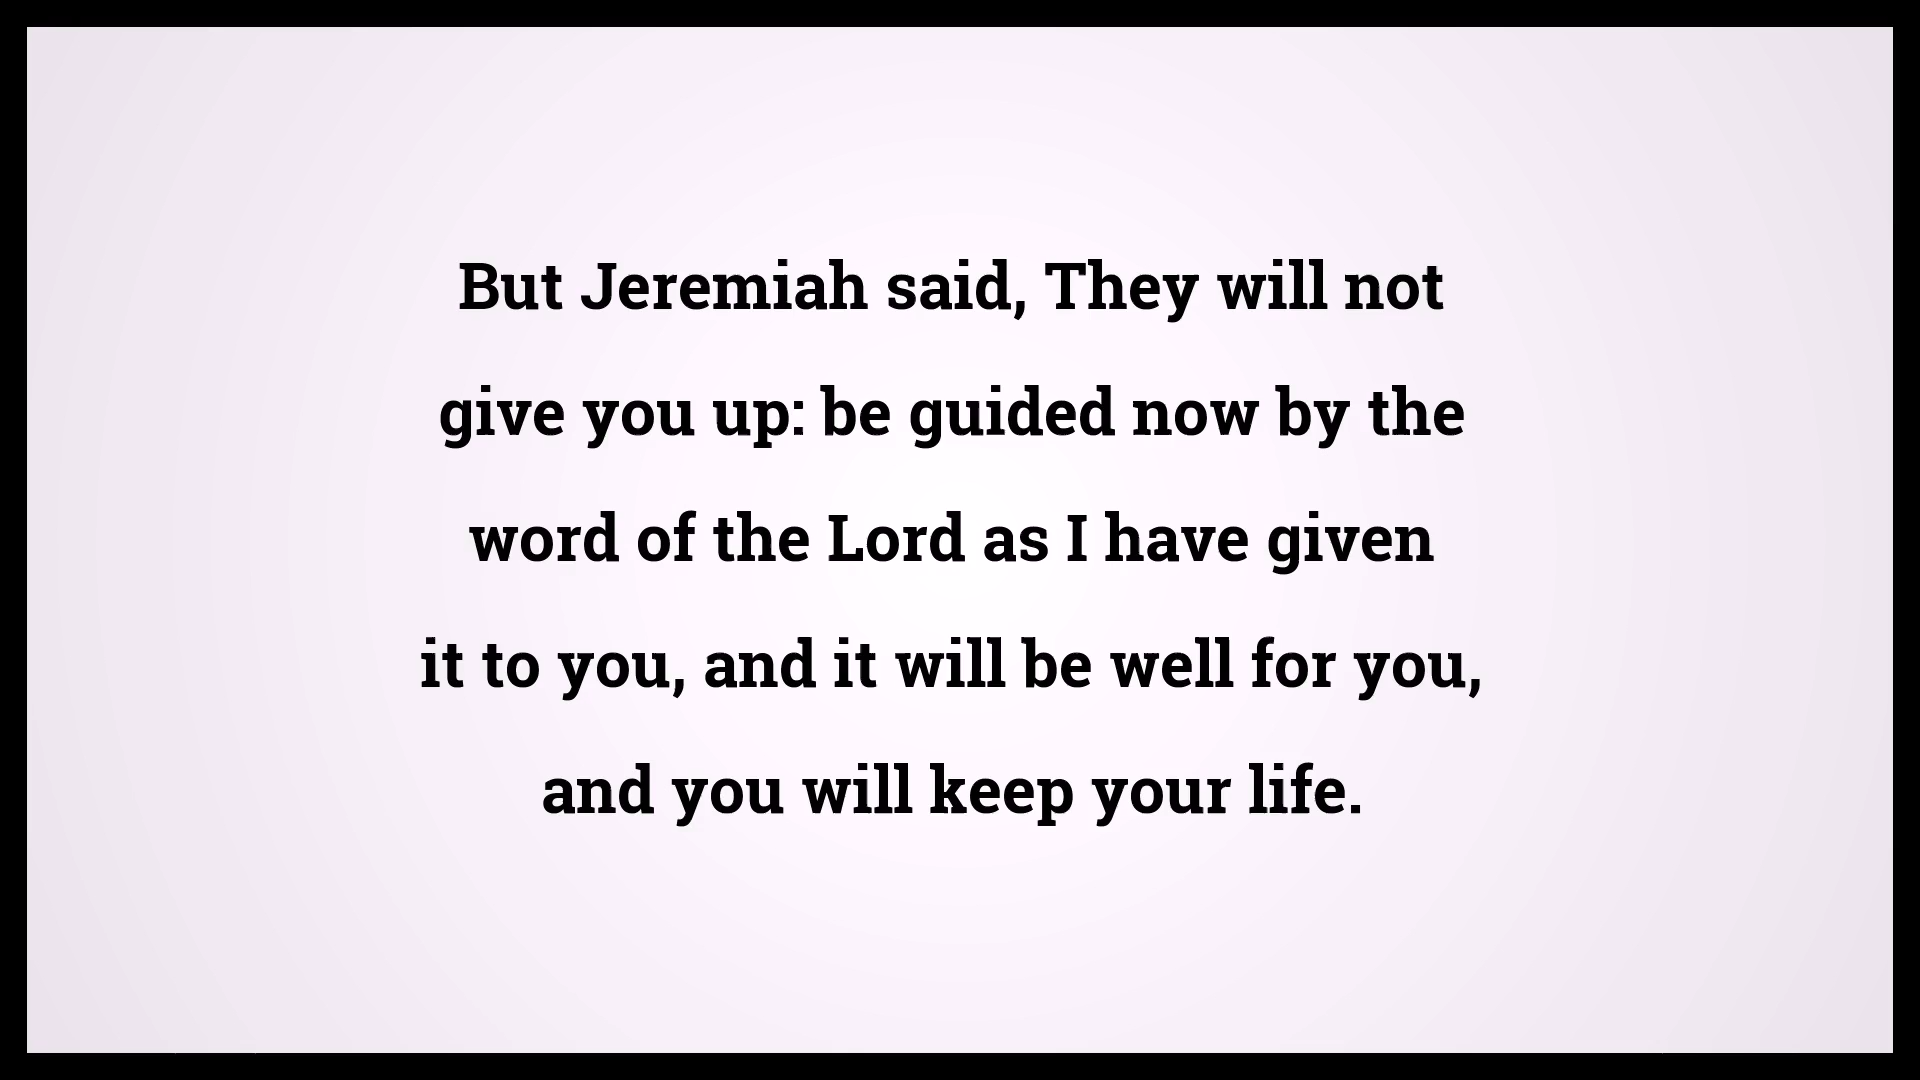 But Jeremiah said, They will not
give you up: be guided now by the
word of the Lord as I have given
it to you, and it will be well for you,
and you will keep your life.